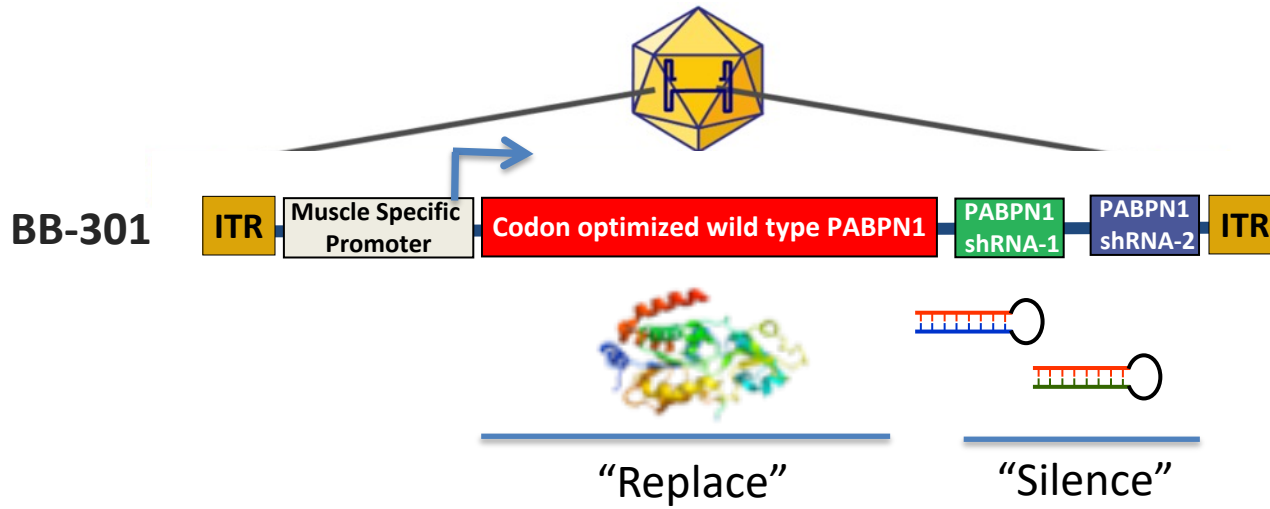 BB-301
ITR
Muscle Specific
Promoter
Codon optimized wild type PABPN1
PABPN1
shRNA-1
PABPN1
shRNA-2
ITR
“Replace”
“Silence”